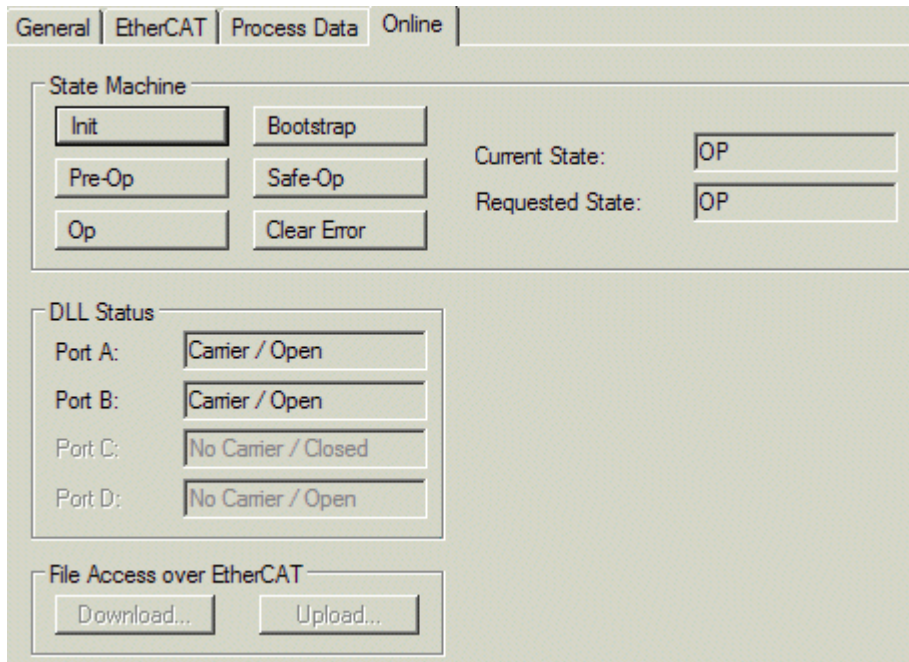 General EtherCAT Process Data Online
State Machine
Init Bootstrap
Current State: OP
Pre-Op Safe-Op
Requested State: OP
Op Clear Error
DLL Status
Port A: Carrier / Open
Port B: Carrier / Open
Port C: No Carrier / Closed
Port D: No Carrier / Open
File Access over EtherCAT
Download... Upload...